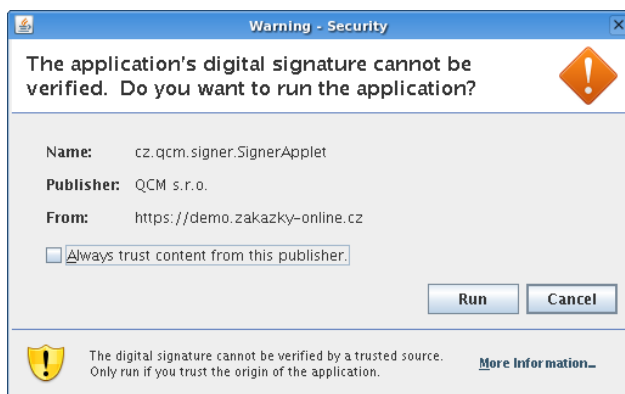 Warning - Security
The application's digital signature cannot be
verified. Do you want to run the application?
Name: cz.qcm.signer.SignerApplet
Publisher: QCM s.r.o.
From: https://demo.zakazky-online.cz
Always trust content from this publisher.
Run Cancel
The digital signature cannot be verified by a trusted source.
Only run if you trust the origin of the application.
More Information...